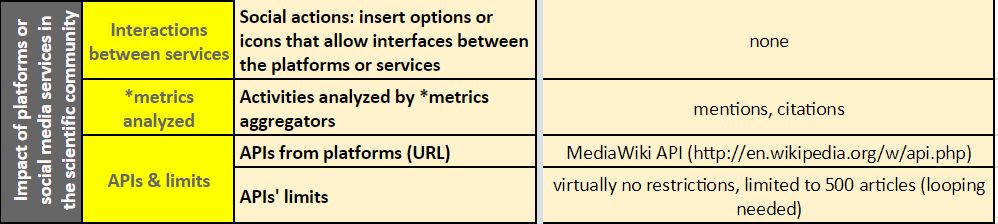 Impact of platforms or
social media services in
the scientific community
Interactions
between services
Social actions: insert options or
icons that allow interfaces between
the platforms or services
none
*metrics
analyzed
Activities analyzed by *metrics
aggregators
mentions, citations
APIs & limits
APIs from platforms (URL)
MediaWiki API (http://en.wikipedia.org/w/api.php)
APIs' limits
virtually no restrictions, limited to 500 articles (looping
needed)